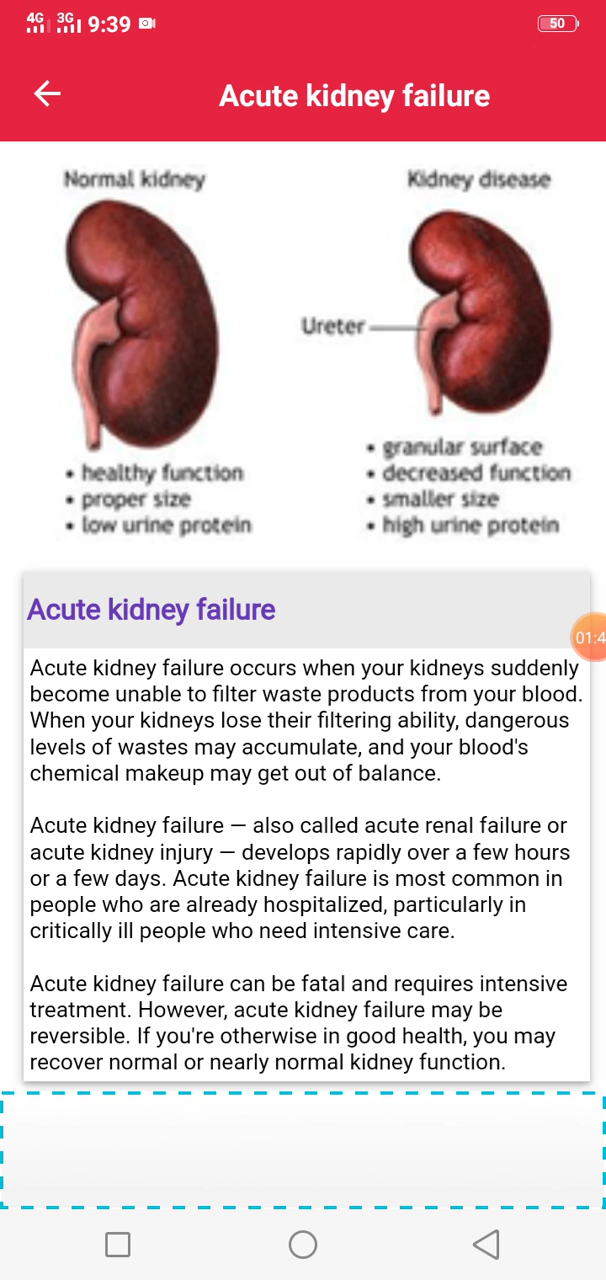 4G 3G 9:39 50
Acute kidney failure
Normal kidney
Kidney disease
Ureter
• healthy function
• proper size
• low urine protein
• granular surface
• decreased function
• smaller size
• high urine protein
Acute kidney failure
01:4
Acute kidney failure occurs when your kidneys suddenly
become unable to filter waste products from your blood.
When your kidneys lose their filtering ability, dangerous
levels of wastes may accumulate, and your blood's
chemical makeup may get out of balance.
Acute kidney failure — also called acute renal failure or
acute kidney injury — develops rapidly over a few hours
or a few days. Acute kidney failure is most common in
people who are already hospitalized, particularly in
critically ill people who need intensive care.
Acute kidney failure can be fatal and requires intensive
treatment. However, acute kidney failure may be
reversible. If you're otherwise in good health, you may
recover normal or nearly normal kidney function.